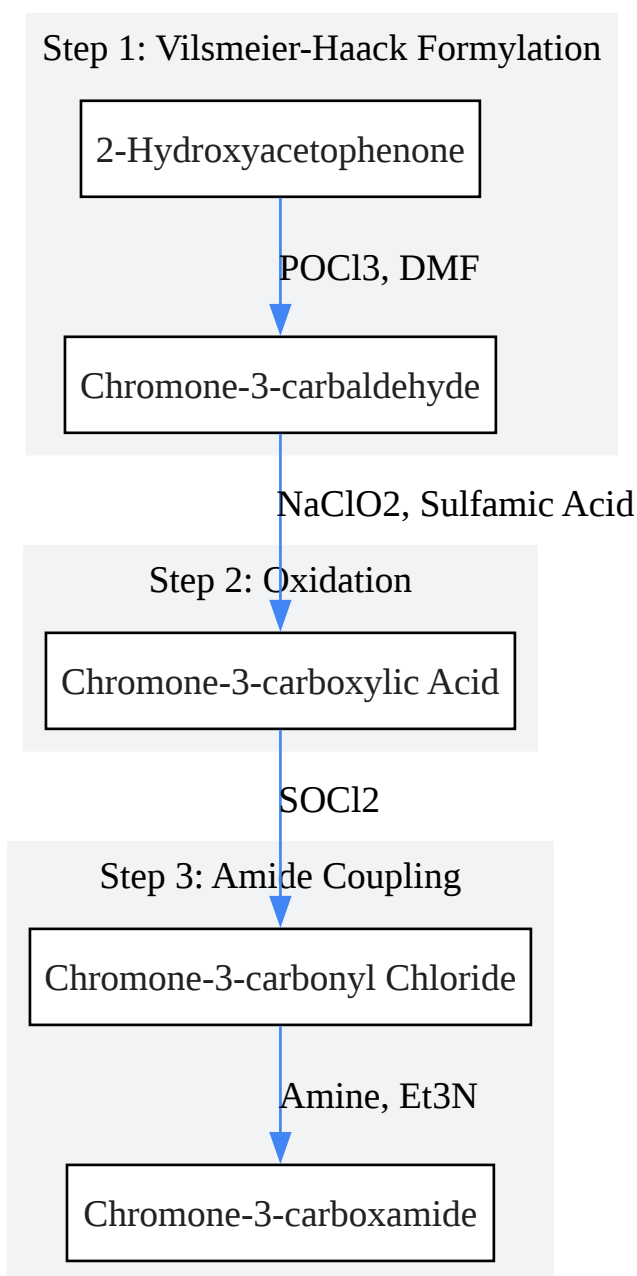 Step 1: Vilsmeier-Haack Formylation
2-Hydroxyacetophenone
POCl3, DMF
Chromone-3-carbaldehyde
NaClO2, Sulfamic Acid
Step 2: Oxidation
Chromone-3-carboxylic Acid
SOCl2
Step 3: Amide Coupling
Chromone-3-carbonyl Chloride
Amine, Et3N
Chromone-3-carboxamide